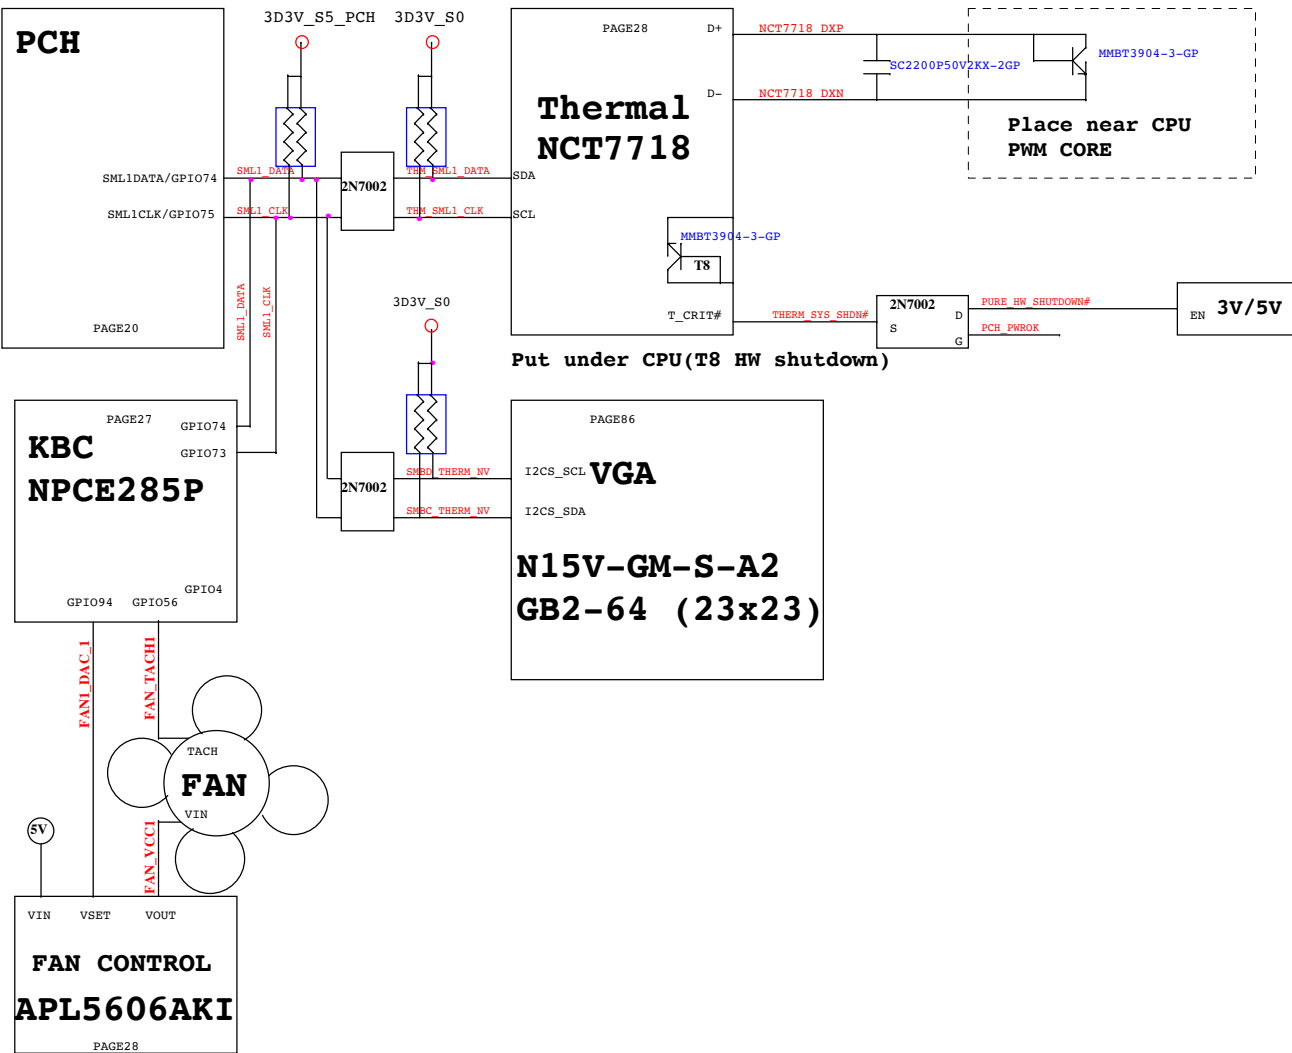 3D3V_S5_PCH
3D3V_S0
PCH
SML1DATA/GPIO74
SML1CLK/GPIO75
PAGE20
SML1_DATA
SML1_CLK
2N7002
THM_SML1_DATA
THM_SML1_CLK
PAGE28
D+
D-
Thermal
NCT7718
SDA
SCL
MMBT3904-3-GP
T8
T_CRIT#
NCT7718_DXP
NCT7718_DXN
SC2200P50V2KX-2GP
MMBT3904-3-GP
Place near CPU
PWM CORE
THERM_SYS_SHDN#
2N7002
S
D
G
PURE_HW_SHUTDOWN#
PCH_PWROK
EN
3V/5V
Put under CPU(T8 HW shutdown)
SML1_DATA
SML1_CLK
3D3V_S0
PAGE27
GPIO74
GPIO73
KBC
NPCE285P
GPIO4
GPIO94
GPIO56
2N7002
SMBD_THERM_NV
SMBC_THERM_NV
PAGE86
I2CS_SCL
VGA
I2CS_SDA
N15V-GM-S-A2
GB2-64 (23x23)
FAN1_DAC_1
FAN_TACH1
TACH
FAN
VIN
5V
FAN_VCC1
VIN
VSET
VOUT
FAN CONTROL
APL5606AKI
PAGE28